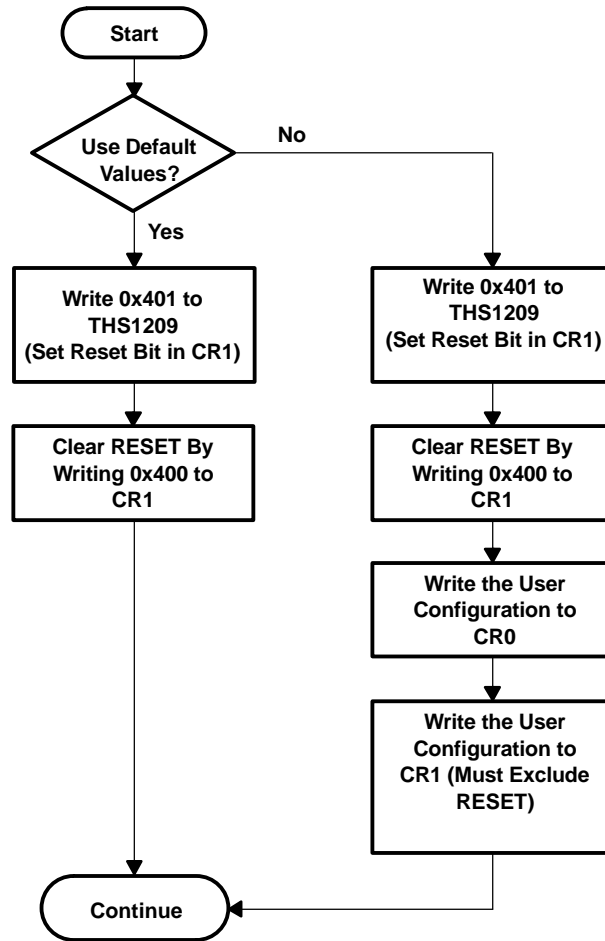 Start
Use Default
Values?
No
Yes
Write 0x401 to
THS1209
(Set Reset Bit in CR1)
Clear RESET By
Writing 0x400 to
CR1
Write 0x401 to
THS1209
(Set Reset Bit in CR1)
Clear RESET By
Writing 0x400 to
CR1
Write the User
Configuration to
CR0
Write the User
Configuration to
CR1 (Must Exclude
RESET)
Continue